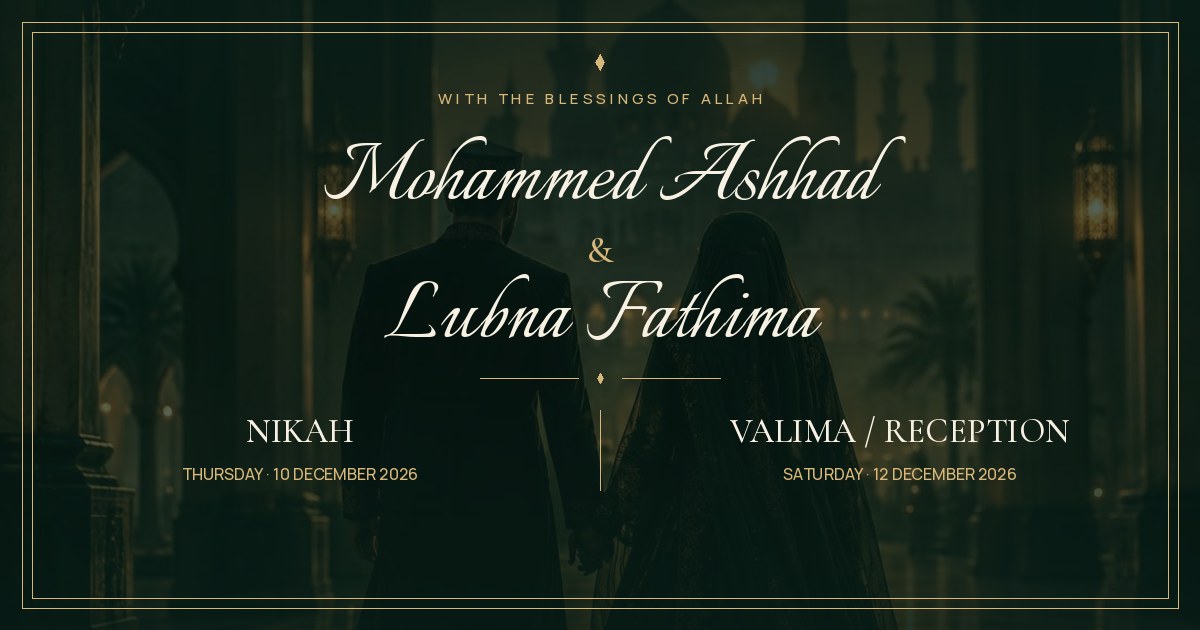 WITH THE BLESSINGS OF ALLAH
Mohammed Ashhad
&
Lubna Fathima
NIKAH
THURSDAY · 10 DECEMBER 2026
VALIMA / RECEPTION
SATURDAY · 12 DECEMBER 2026